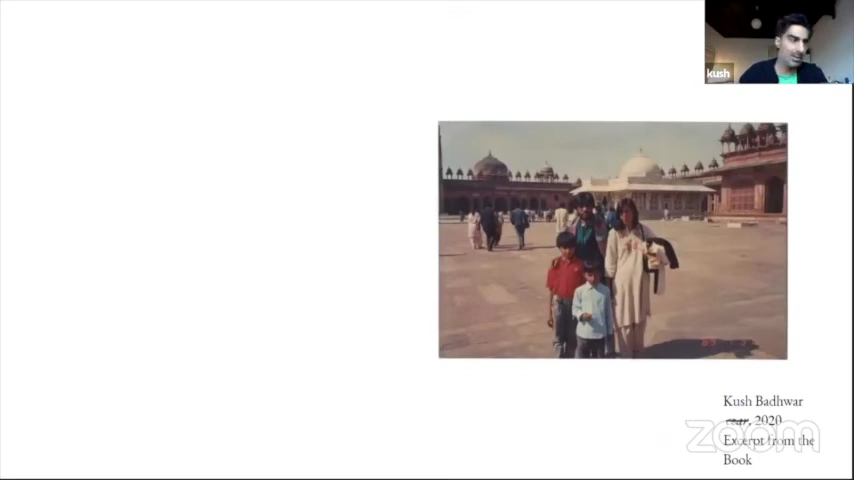 kush
Kush Badhwar
, 2020
zoom
Excerpt from the
Book